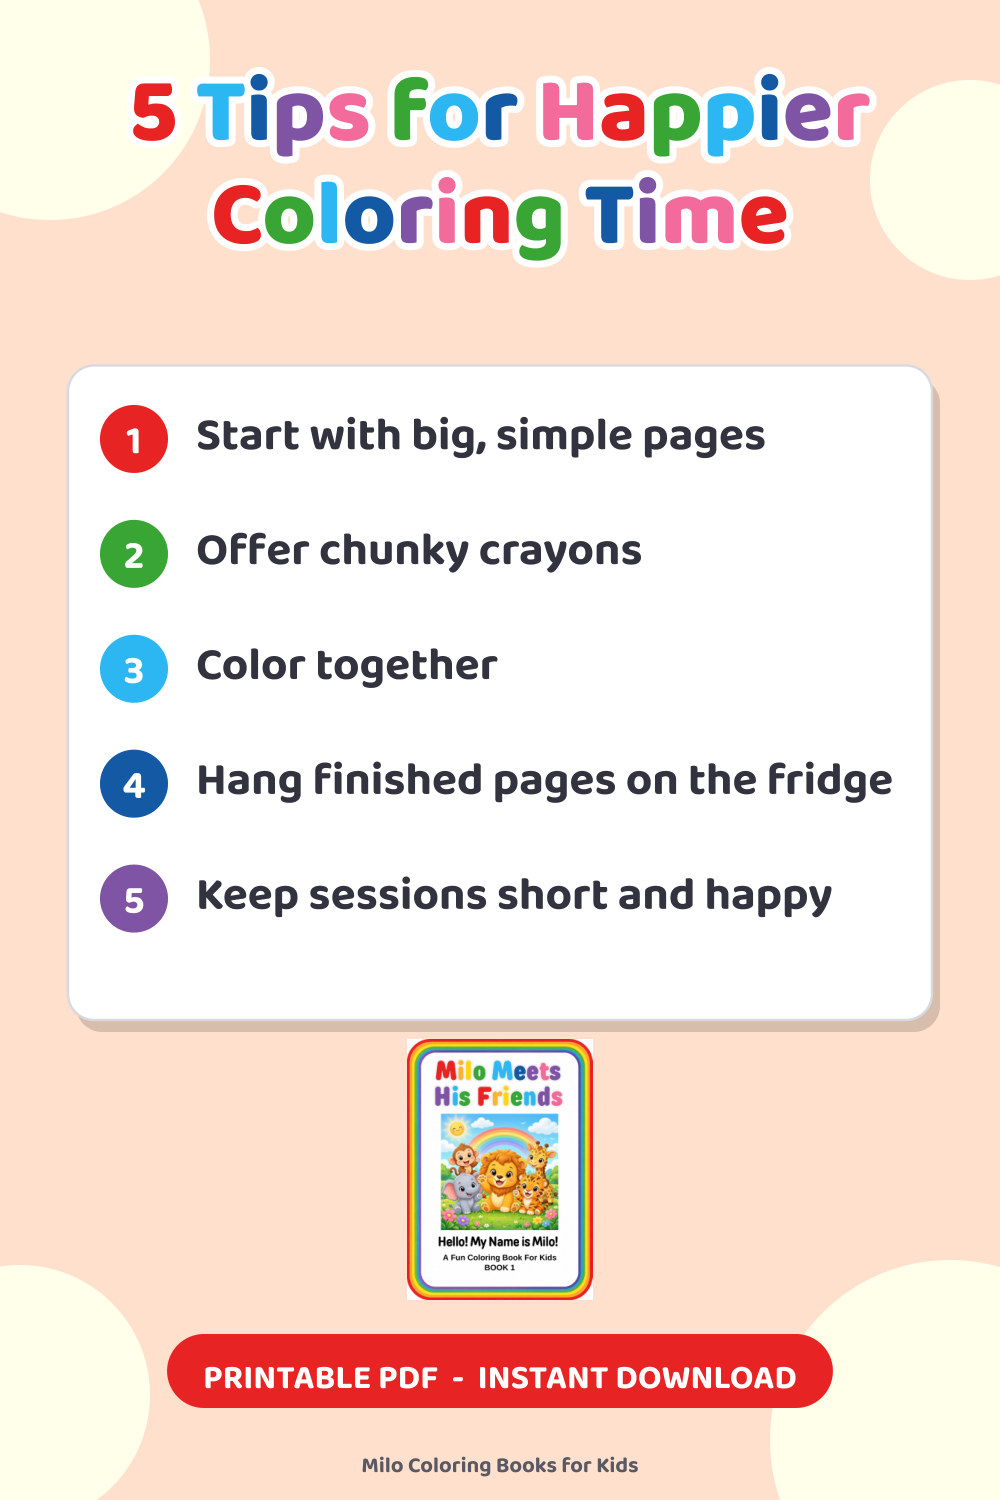 5 Tips for Happier
Coloring Time
1 Start with big, simple pages
2 Offer chunky crayons
3 Color together
4 Hang finished pages on the fridge
5 Keep sessions short and happy
Milo Meets
His Friends
Hello! My Name is Milo!
A Fun Coloring Book For Kids
BOOK 1
PRINTABLE PDF - INSTANT DOWNLOAD
Milo Coloring Books for Kids